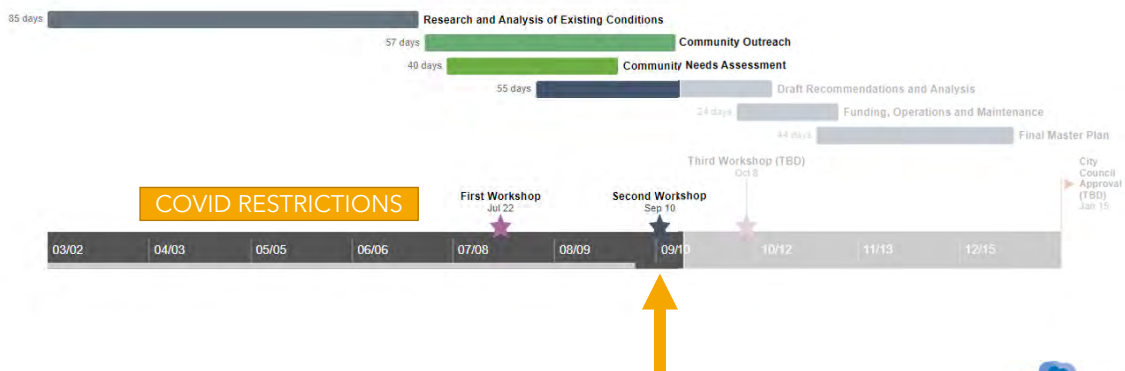 85 days Research and Analysis of Existing Conditions
57 days Community Outreach
40 days Community Needs Assessment
55 days Draft Recommendations and Analysis
24 days Funding, Operations and Maintenance
44 days Final Master Plan
Third Workshop (TBD)
Oct 8
City
Council
Approval
(TBD)
Jan 15
COVID RESTRICTIONS
First Workshop
Jul 22
Second Workshop
Sep 10
03/02 04/03 05/05 06/06 07/08 08/09 09/10 10/12 11/13 12/15